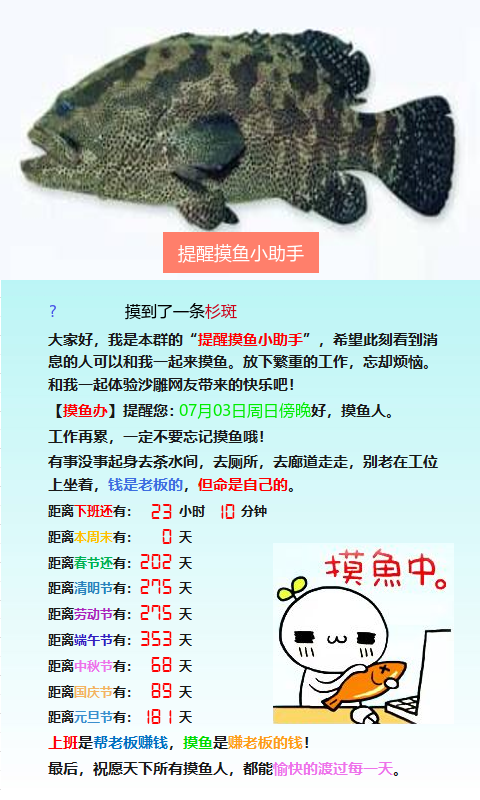 提醒摸鱼小助手
? 摸到了一条杉斑
大家好，我是本群的“提醒摸鱼小助手”，希望此刻看到消
息的人可以和我一起来摸鱼。放下繁重的工作，忘却烦恼。
和我一起体验沙雕网友带来的快乐吧！
【摸鱼办】提醒您：07月03日周日傍晚好，摸鱼人。
工作再累，一定不要忘记摸鱼哦！
有事没事起身去茶水间，去厕所，去廊道走走，别老在工位
上坐着，钱是老板的，但命是自己的。
距离下班还有： 23 小时 10 分钟
距离本周末有： 0 天
距离春节还有：202 天
距离清明节有：275 天
距离劳动节有：275 天
距离端午节有：353 天
距离中秋节有： 68 天
距离国庆节有： 89 天
距离元旦节有：181 天
摸魚中。
上班是帮老板赚钱，摸鱼是赚老板的钱！
最后，祝愿天下所有摸鱼人，都能愉快的渡过每一天。